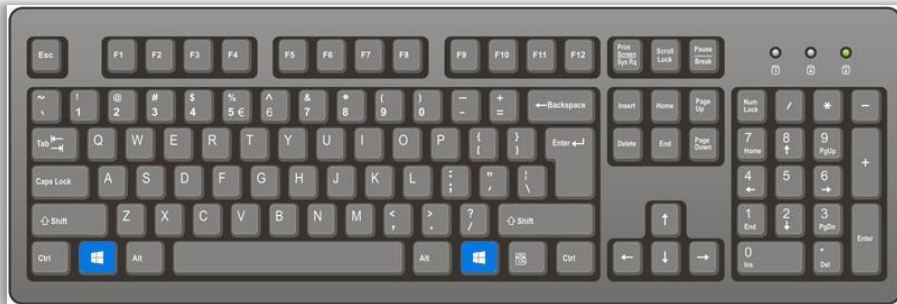 Esc F1 F2 F3 F4 F5 F6 F7 F8 F9 F10 F11 F12 Print Screen Sys Rq Scroll Lock Pause Break
~ ` ! 1 @ 2 # 3 $ 4 % 5 € ^ 6 & 7 * 8 ( 9 ) 0 — - + = ←Backspace Insert Home Page Up Num Lock / * −
Tab Q W E R T Y U I O P { [ } ] Enter Delete End Page Down 7 Home 8 ↑ 9 PgUp +
Caps Lock A S D F G H J K L : ; " , | \ 4 ← 5 6 →
⇧ Shift Z X C V B N M < , > . ? / ⇧ Shift ↑ 1 End 2 ↓ 3 PgDn Enter
Ctrl Alt Alt Ctrl ← ↓ → 0 Ins . Del